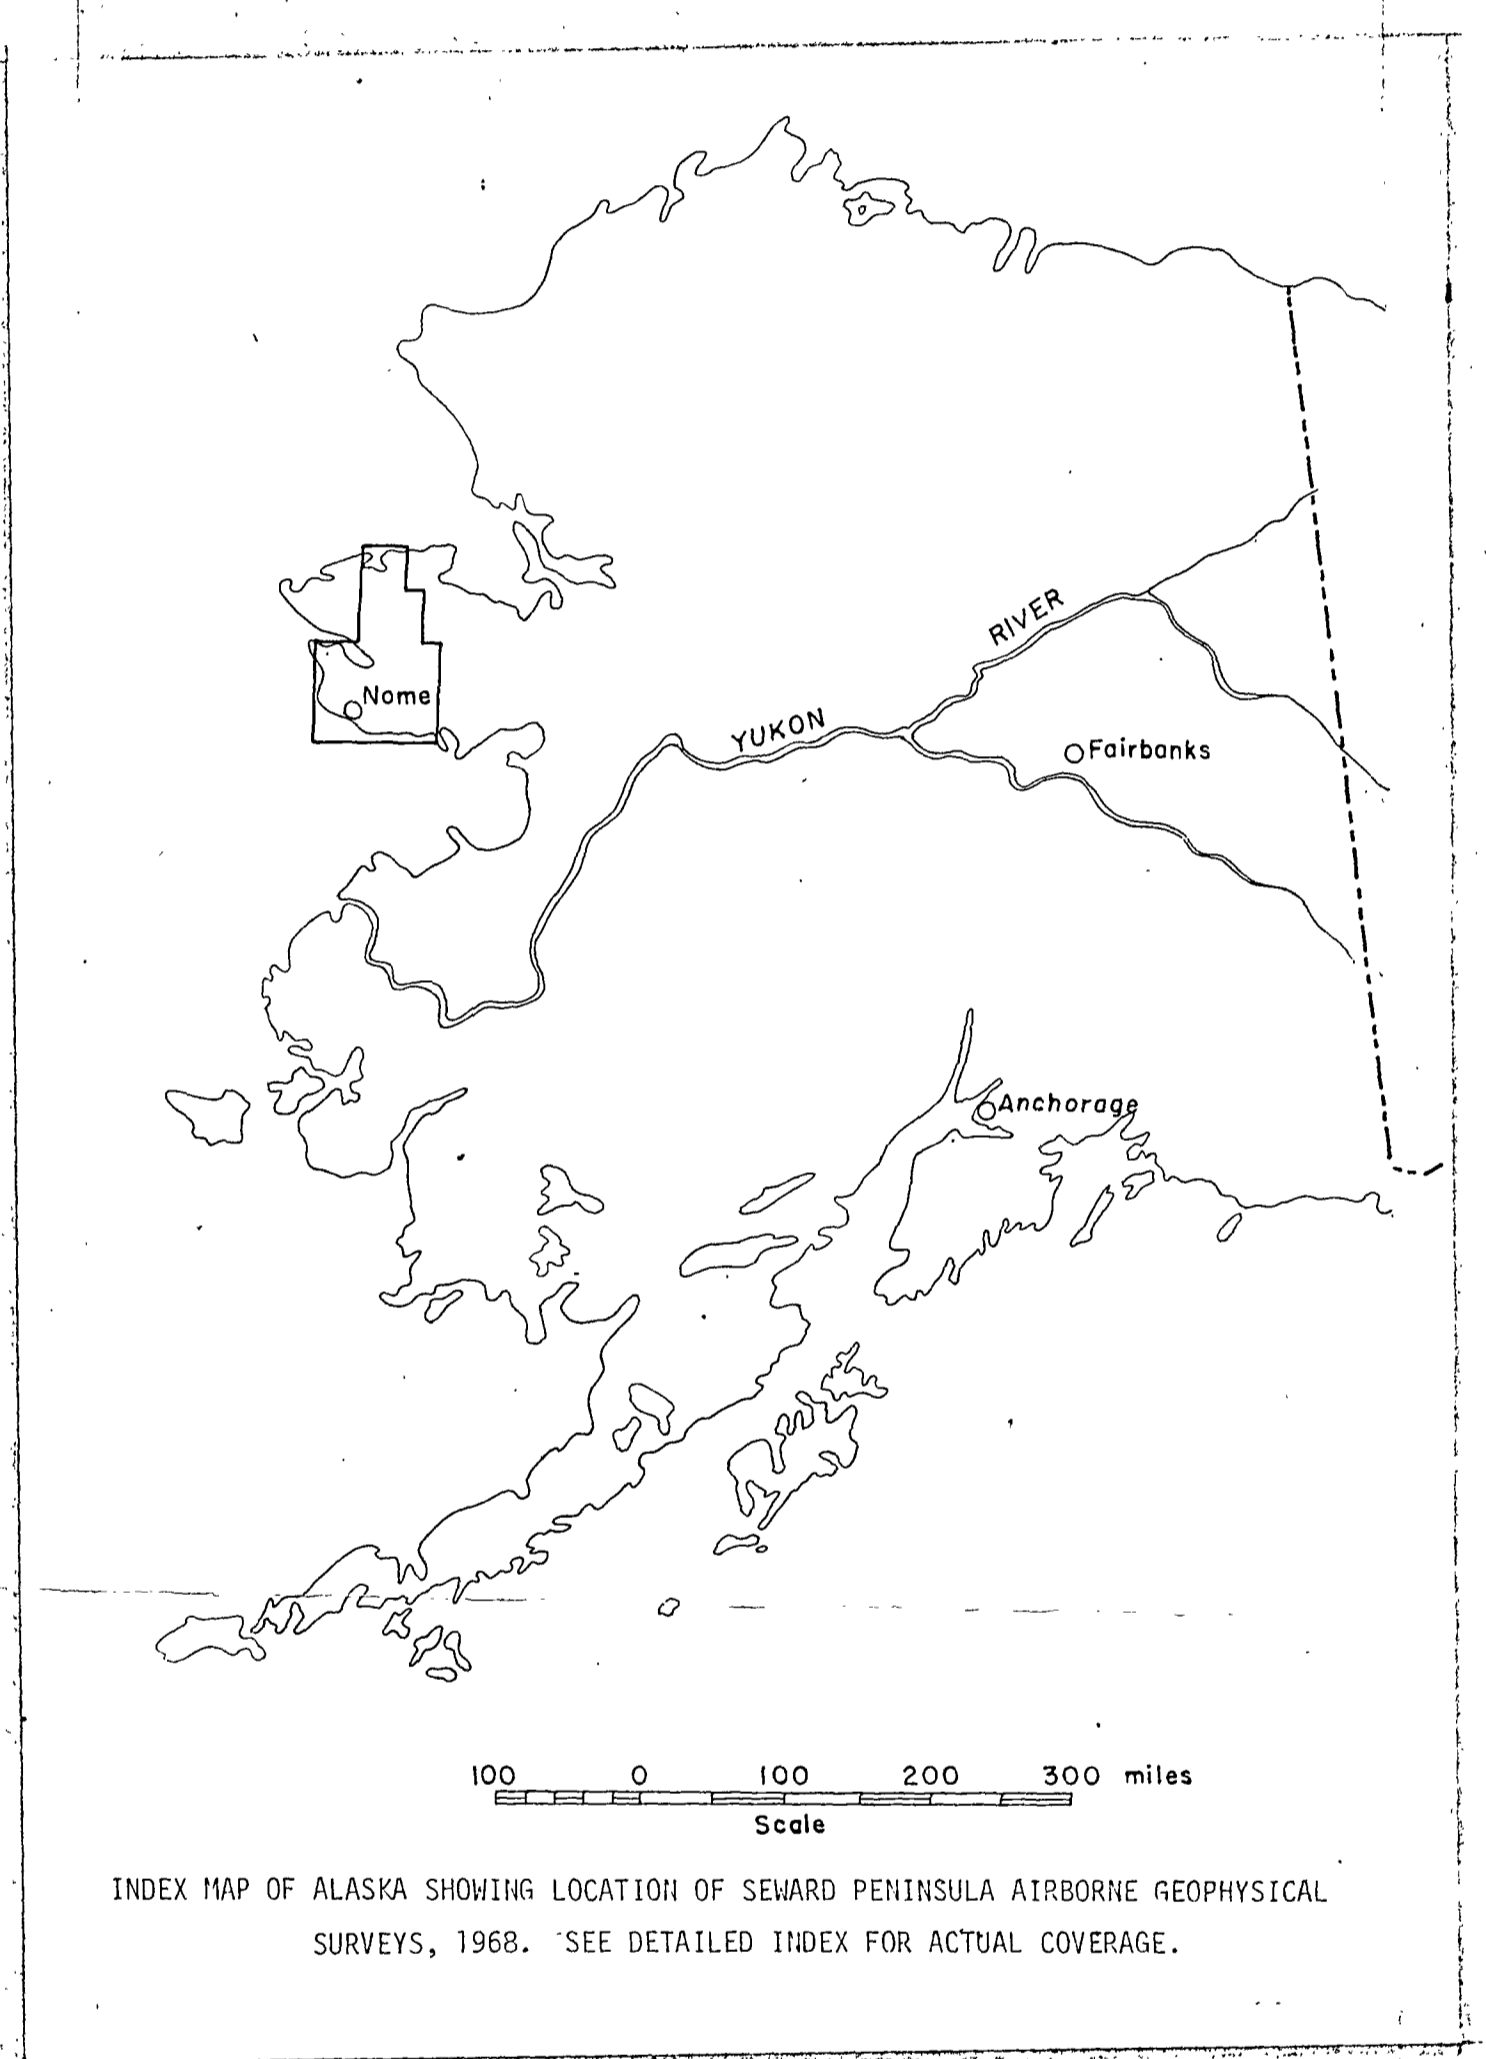 RIVER
Nome
YUKON
Fairbanks
Anchorage
100 0 100 200 300 miles
Scale
INDEX MAP OF ALASKA SHOWING LOCATION OF SEWARD PENINSULA AIRBORNE GEOPHYSICAL
SURVEYS, 1968. SEE DETAILED INDEX FOR ACTUAL COVERAGE.